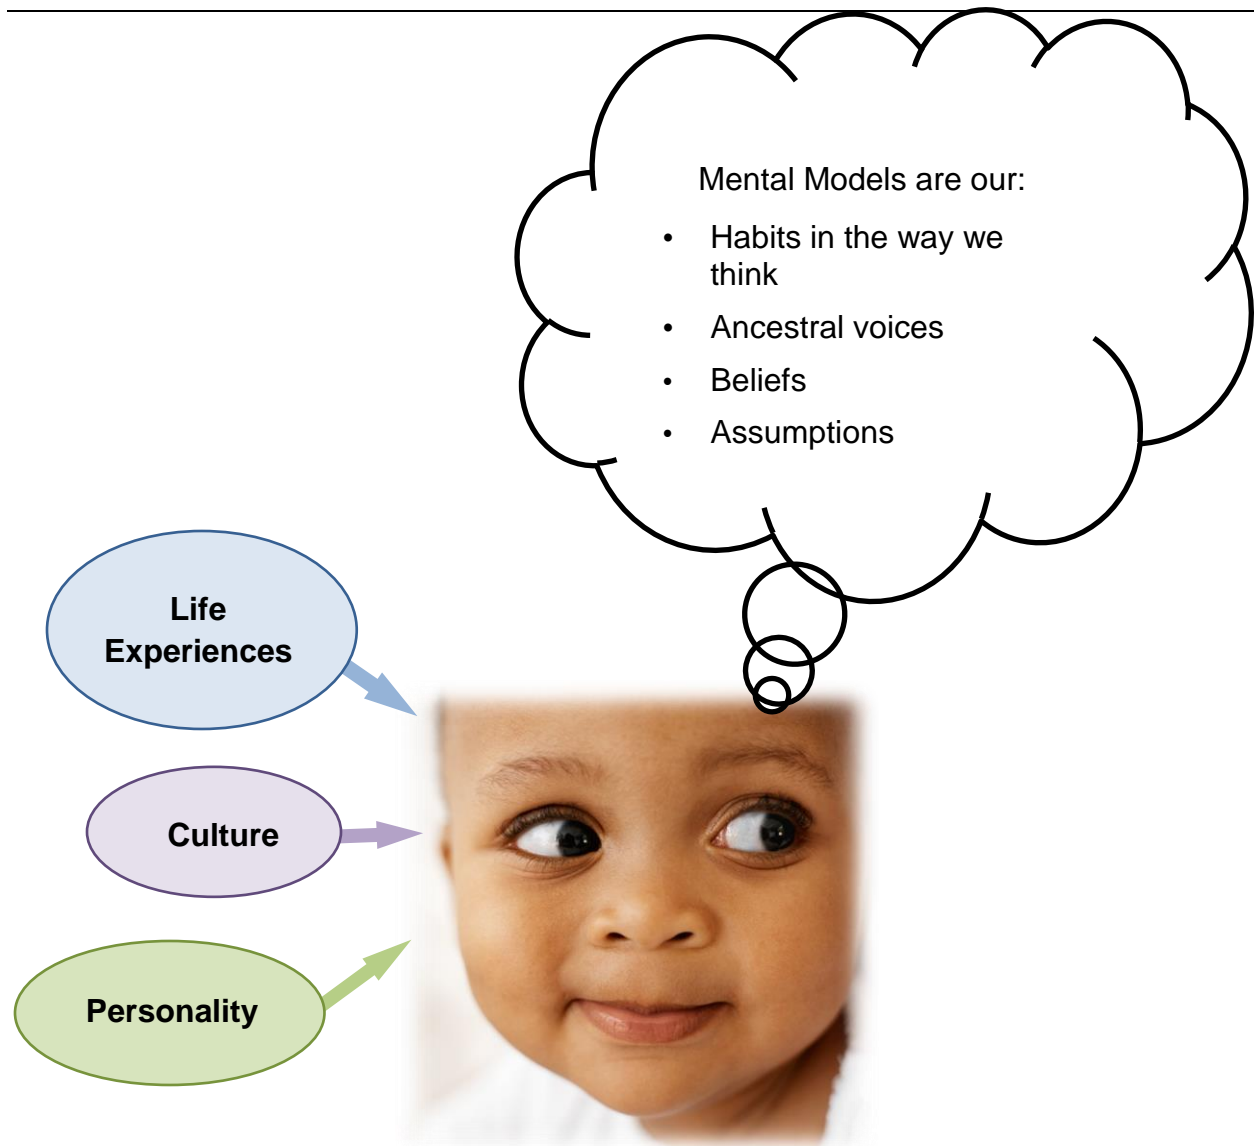 Mental Models are our:
• Habits in the way we
think
• Ancestral voices
• Beliefs
• Assumptions
Life
Experiences
Culture
Personality